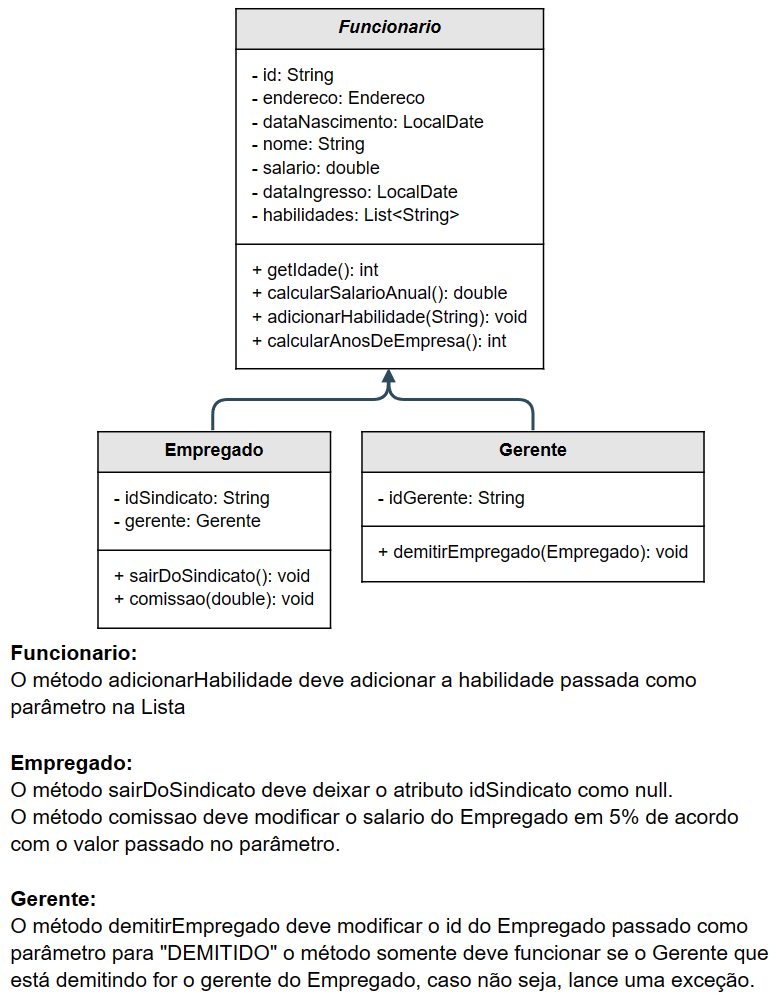 Funcionario
- id: String
- endereco: Endereco
- dataNascimento: LocalDate
- nome: String
- salario: double
- dataIngresso: LocalDate
- habilidades: List<String>
+ getIdade(): int
+ calcularSalarioAnual(): double
+ adicionarHabilidade(String): void
+ calcularAnosDeEmpresa(): int
Empregado
- idSindicato: String
- gerente: Gerente
+ sairDoSindicato(): void
+ comissao(double): void
Gerente
- idGerente: String
+ demitirEmpregado(Empregado): void
Funcionario:
O método adicionarHabilidade deve adicionar a habilidade passada como
parâmetro na Lista
Empregado:
O método sairDoSindicato deve deixar o atributo idSindicato como null.
O método comissao deve modificar o salario do Empregado em 5% de acordo
com o valor passado no parâmetro.
Gerente:
O método demitirEmpregado deve modificar o id do Empregado passado como
parâmetro para "DEMITIDO" o método somente deve funcionar se o Gerente que
está demitindo for o gerente do Empregado, caso não seja, lance uma exceção.